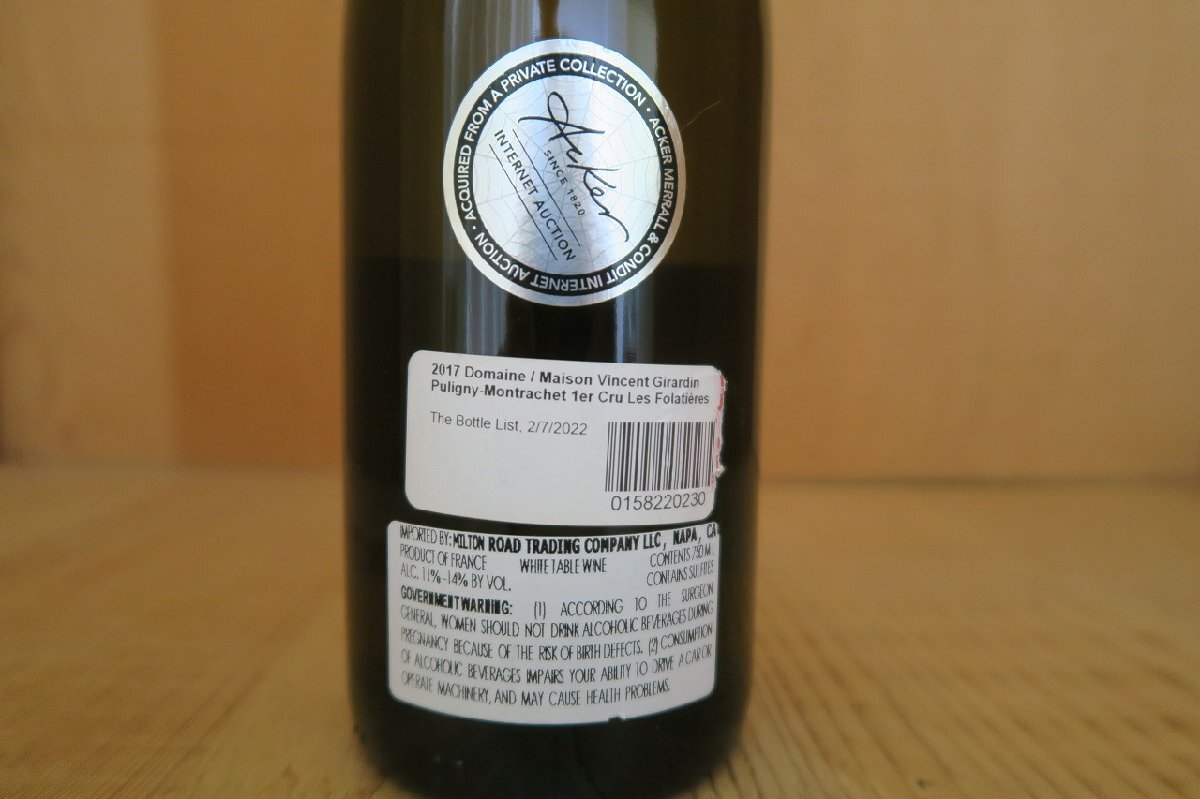 ACQUIRED FROM A PRIVATE COLLECTION · ACKER MERRALL & CONDIT INTERNET AUCTION ·
Acker
SINCE 1820
INTERNET AUCTION
2017 Domaine / Maison Vincent Girardin
Puligny-Montrachet 1er Cru Les Folatières
The Bottle List, 2/7/2022
0158220230
IMPORTED BY: MILTON ROAD TRADING COMPANY LLC, NAPA, CA
PRODUCT OF FRANCE WHITE TABLE WINE CONTENTS 750 M
ALC. 11%-14% BY VOL. CONTAINS SULFITES
GOVERNMENT WARNING: (1) ACCORDING TO THE SURGEON
GENERAL, WOMEN SHOULD NOT DRINK ALCOHOLIC BEVERAGES DURING
PREGNANCY BECAUSE OF THE RISK OF BIRTH DEFECTS. (2) CONSUMPTION
OF ALCOHOLIC BEVERAGES IMPAIRS YOUR ABILITY TO DRIVE A CAR OR
OPERATE MACHINERY, AND MAY CAUSE HEALTH PROBLEMS.